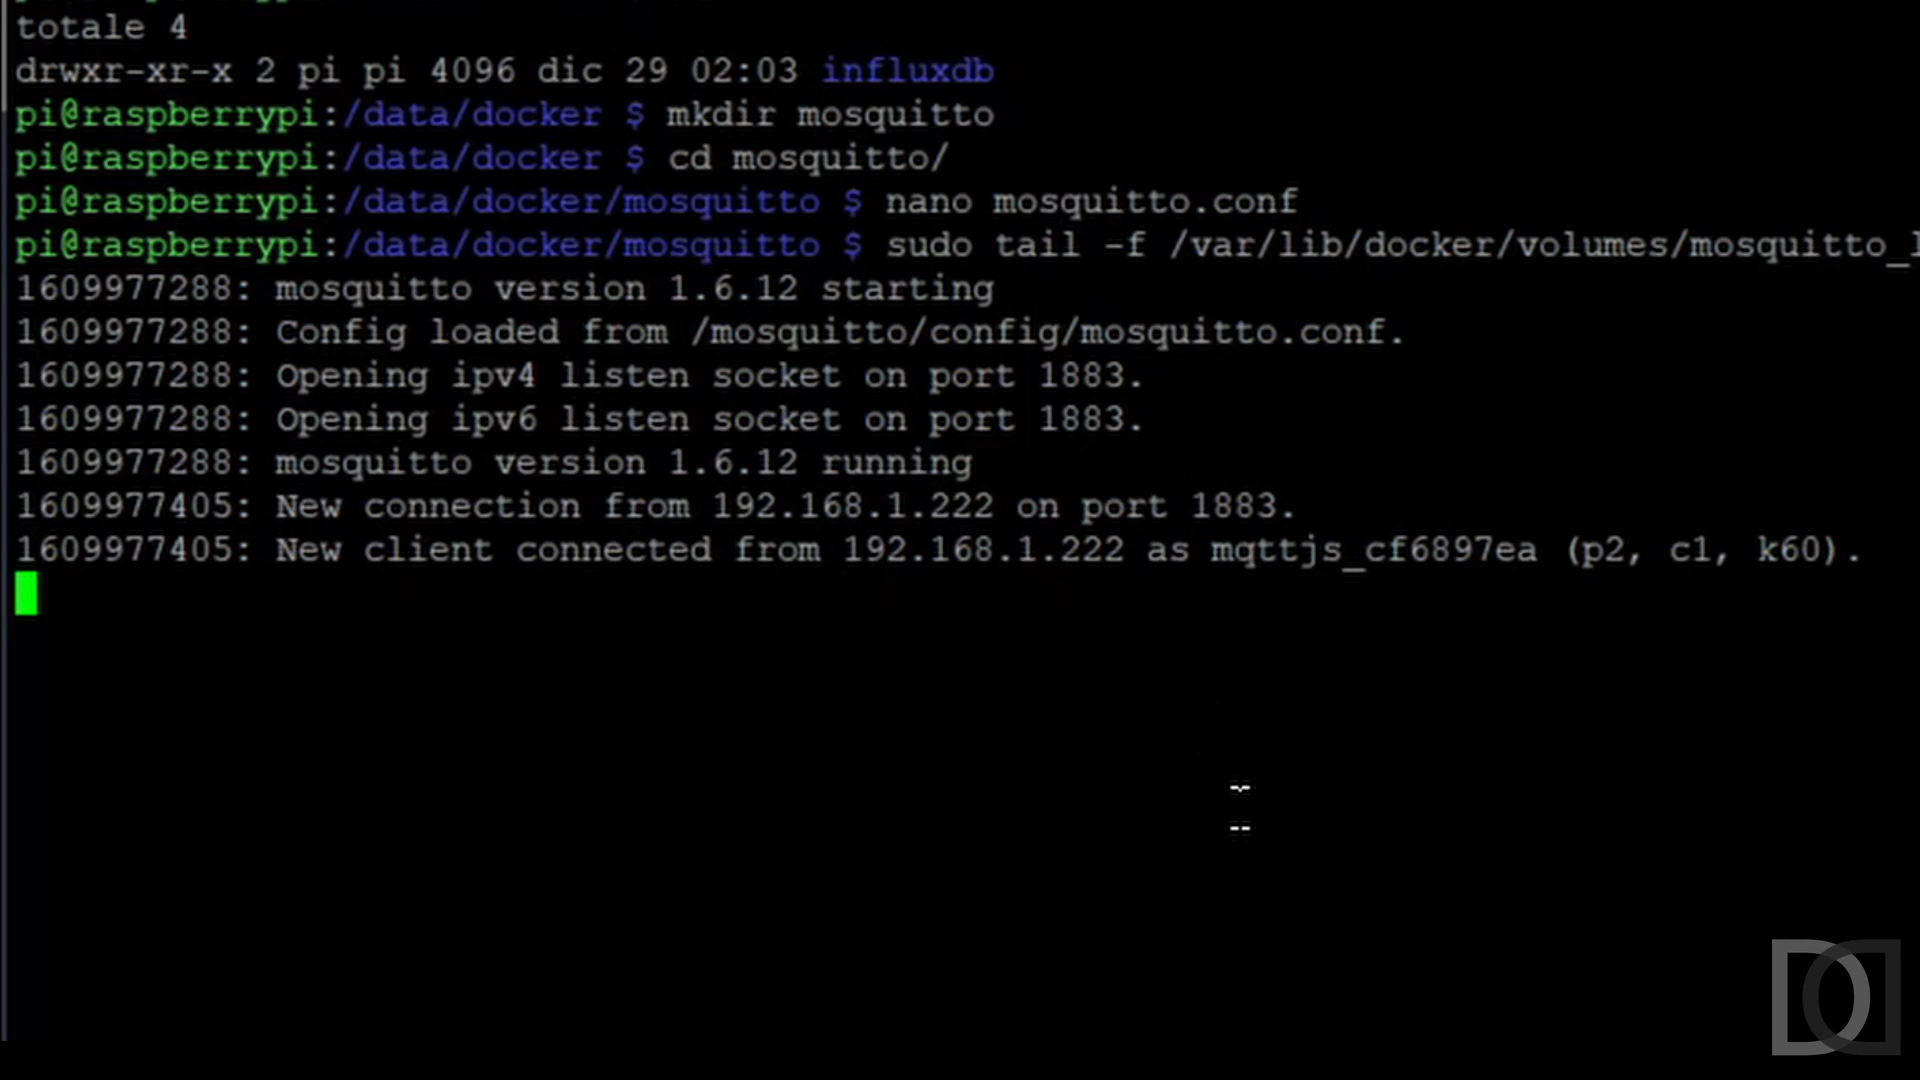 totale 4
drwxr-xr-x 2 pi pi 4096 dic 29 02:03 influxdb
pi@raspberrypi:/data/docker $ mkdir mosquitto
pi@raspberrypi:/data/docker $ cd mosquitto/
pi@raspberrypi:/data/docker/mosquitto $ nano mosquitto.conf
pi@raspberrypi:/data/docker/mosquitto $ sudo tail -f /var/lib/docker/volumes/mosquitto_l
1609977288: mosquitto version 1.6.12 starting
1609977288: Config loaded from /mosquitto/config/mosquitto.conf.
1609977288: Opening ipv4 listen socket on port 1883.
1609977288: Opening ipv6 listen socket on port 1883.
1609977288: mosquitto version 1.6.12 running
1609977405: New connection from 192.168.1.222 on port 1883.
1609977405: New client connected from 192.168.1.222 as mqttjs_cf6897ea (p2, c1, k60).